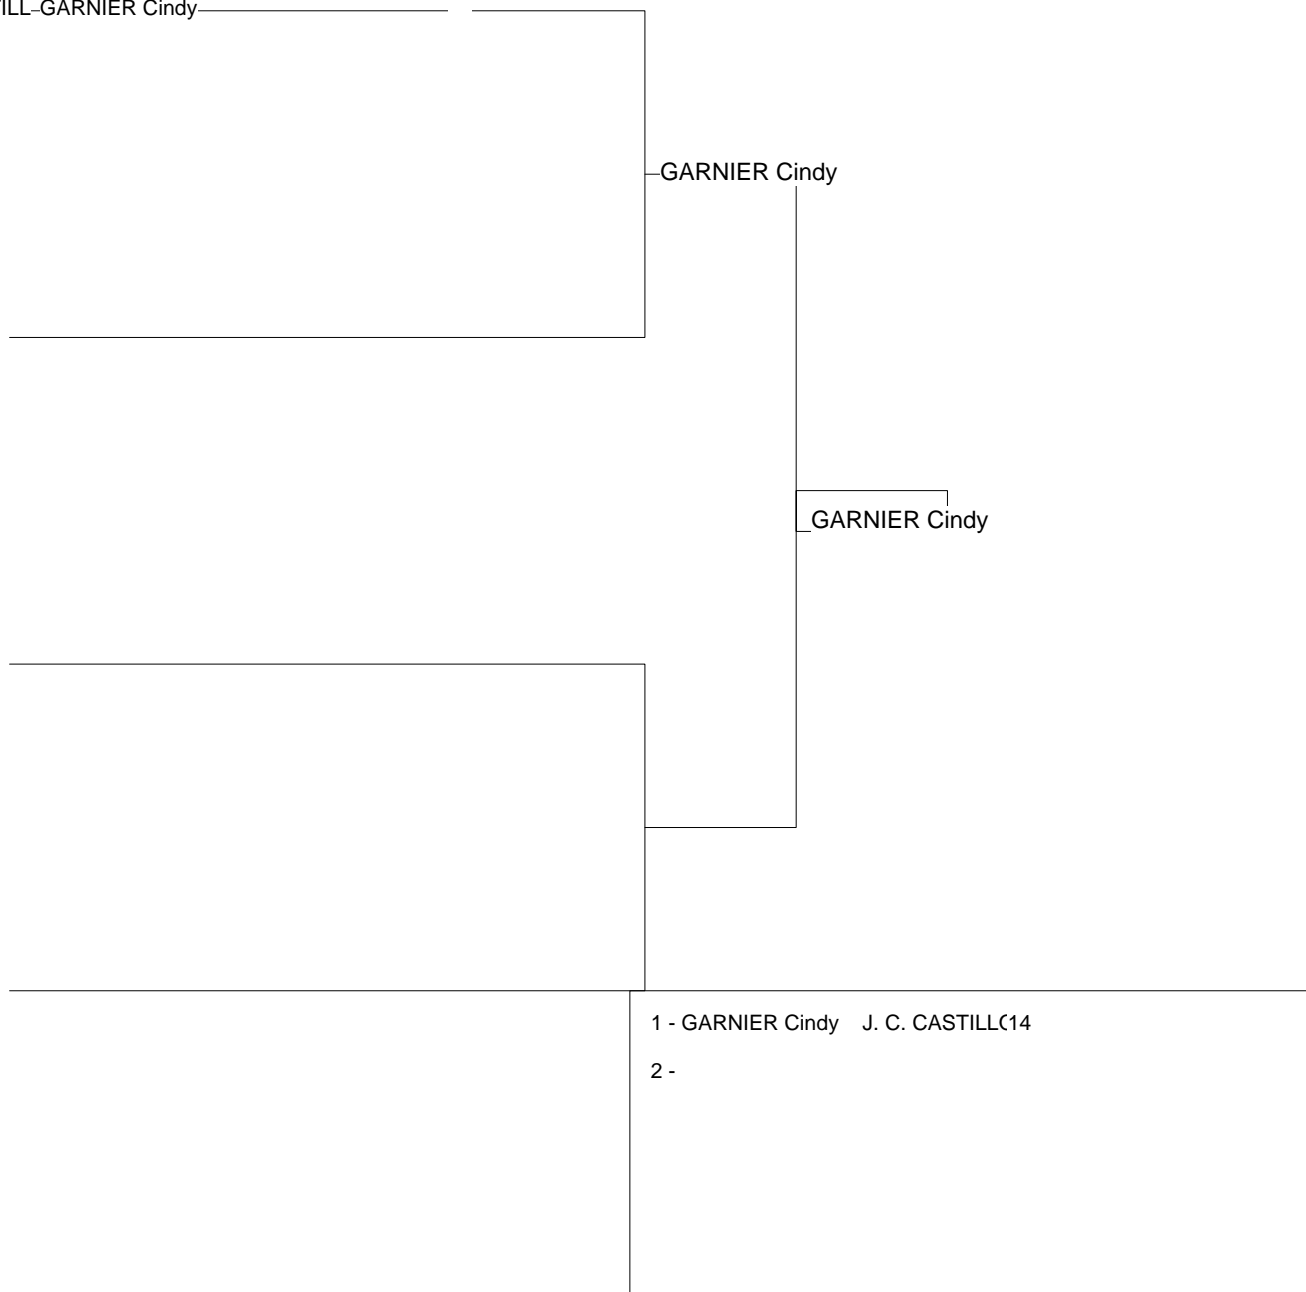 ILL GARNIER Cindy
GARNIER Cindy
GARNIER Cindy
1 - GARNIER Cindy J. C. CASTILL 14
2 -